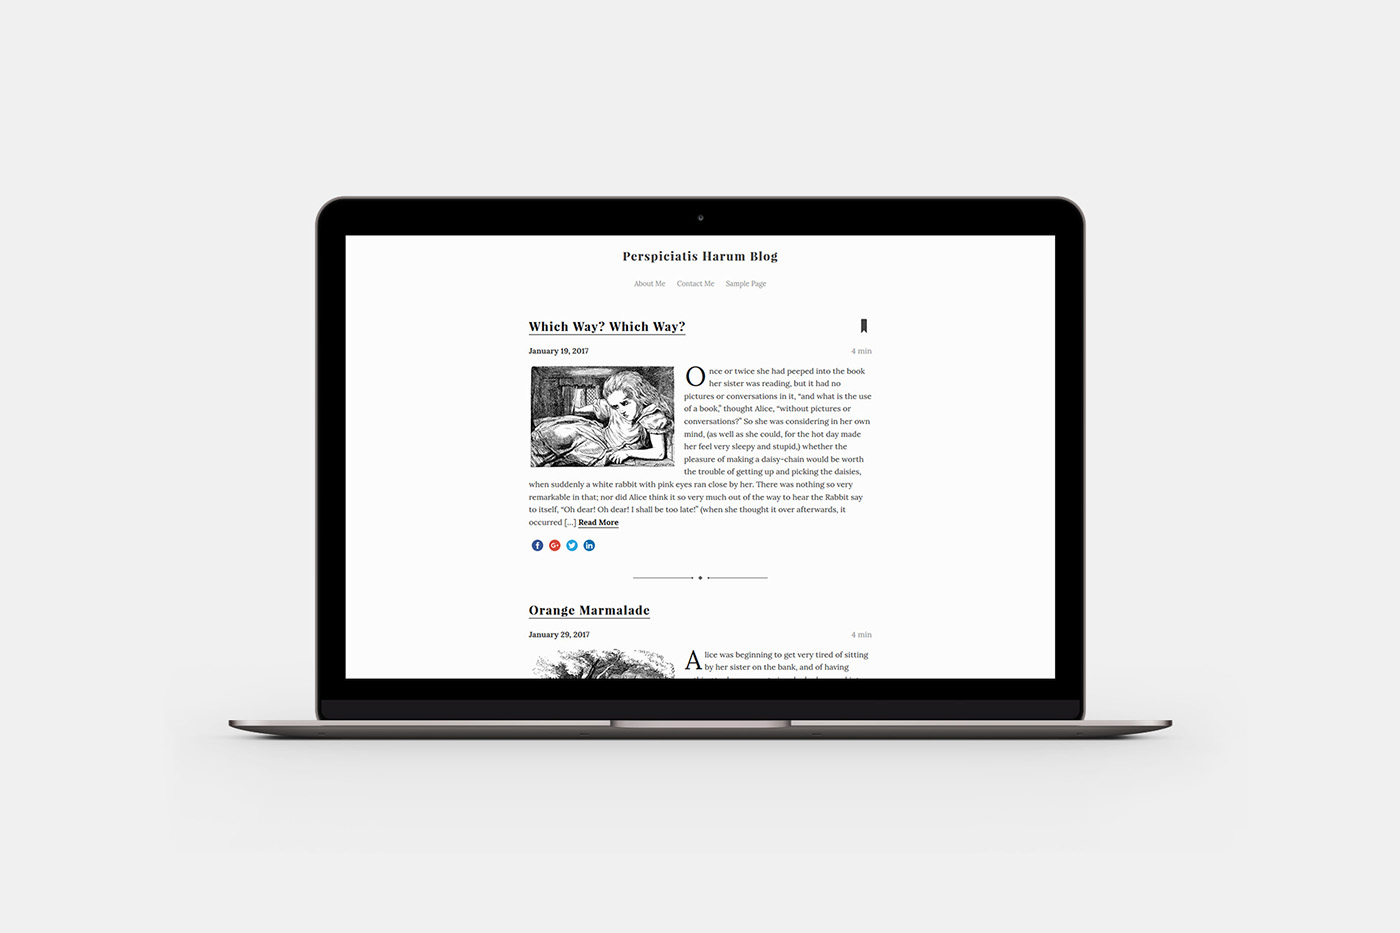 Perspiciatis Harum Blog
About Me Contact Me Sample Page
Which Way? Which Way?
January 19, 2017
4 min
Once or twice she had peeped into the book
her sister was reading, but it had no
pictures or conversations in it, “and what is the use
of a book,” thought Alice, “without pictures or
conversations?” So she was considering in her own
mind, (as well as she could, for the hot day made
her feel very sleepy and stupid,) whether the
pleasure of making a daisy-chain would be worth
the trouble of getting up and picking the daisies,
when suddenly a white rabbit with pink eyes ran close by her. There was nothing so very
remarkable in that; nor did Alice think it so very much out of the way to hear the Rabbit say
to itself, “Oh dear! Oh dear! I shall be too late!” (when she thought it over afterwards, it
occurred […] Read More
Orange Marmalade
January 29, 2017
4 min
Alice was beginning to get very tired of sitting
by her sister on the bank, and of having